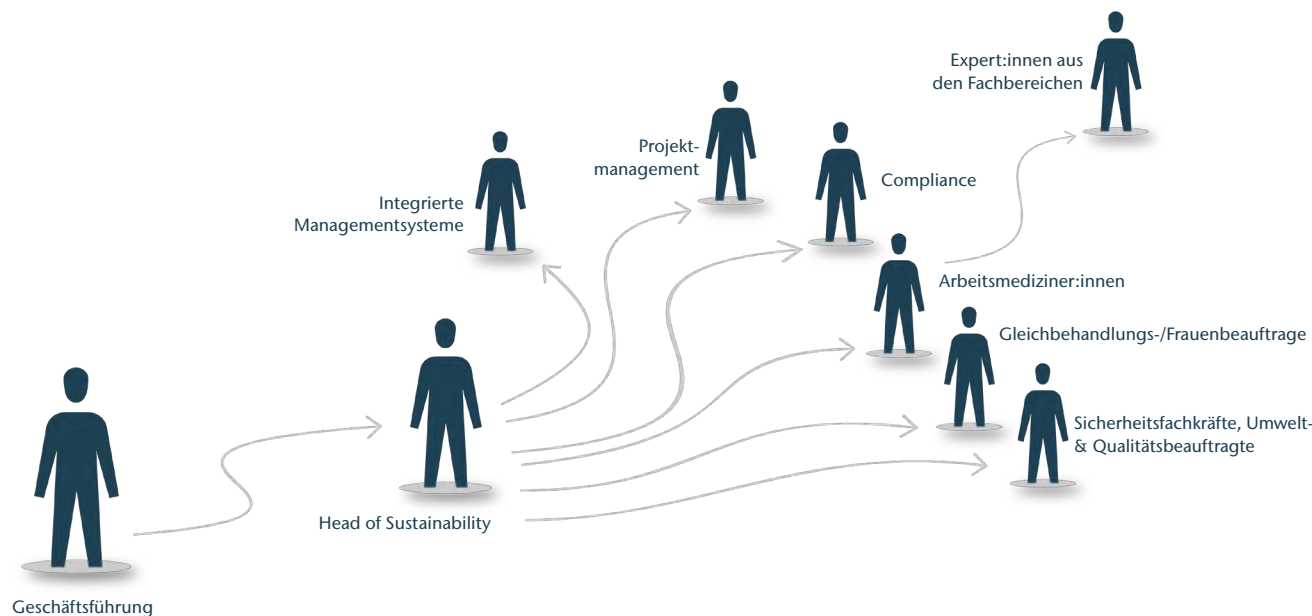 Expert:innen aus
den Fachbereichen
Projekt-
management
Compliance
Integrierte
Managementsysteme
Arbeitsmediziner:innen
Gleichbehandlungs-/Frauenbeauftrage
Sicherheitsfachkräfte, Umwelt-
& Qualitätsbeauftragte
Head of Sustainability
Geschäftsführung